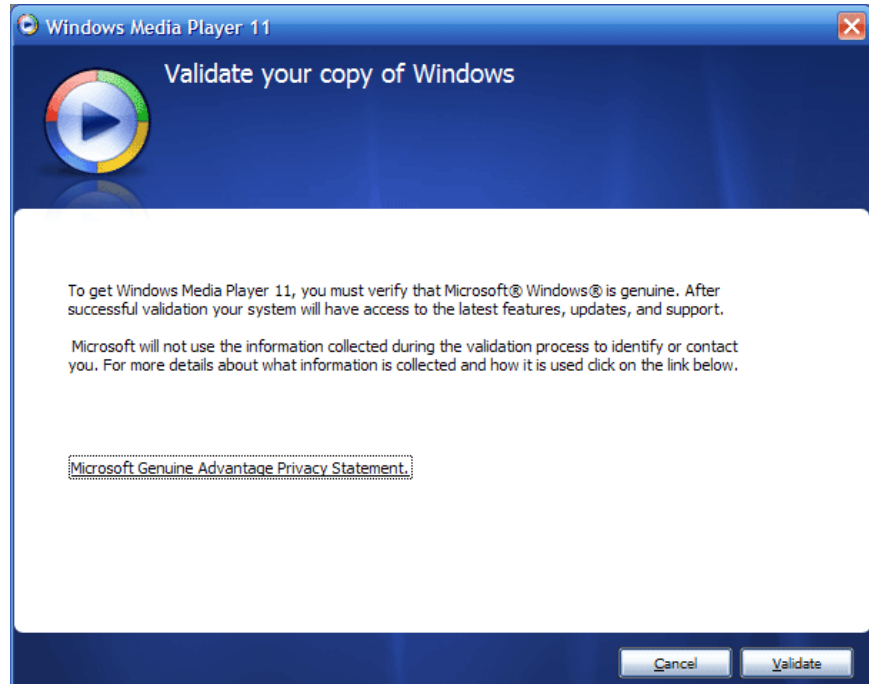 Windows Media Player 11
Validate your copy of Windows
To get Windows Media Player 11, you must verify that Microsoft® Windows® is genuine. After
successful validation your system will have access to the latest features, updates, and support.
Microsoft will not use the information collected during the validation process to identify or contact
you. For more details about what information is collected and how it is used click on the link below.
Microsoft Genuine Advantage Privacy Statement.
Cancel
Validate